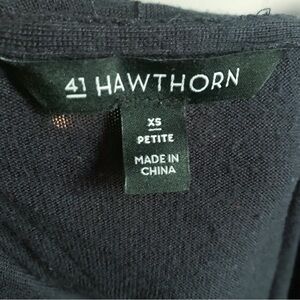 41 HAWTHORN
XS
PETITE
MADE IN
CHINA